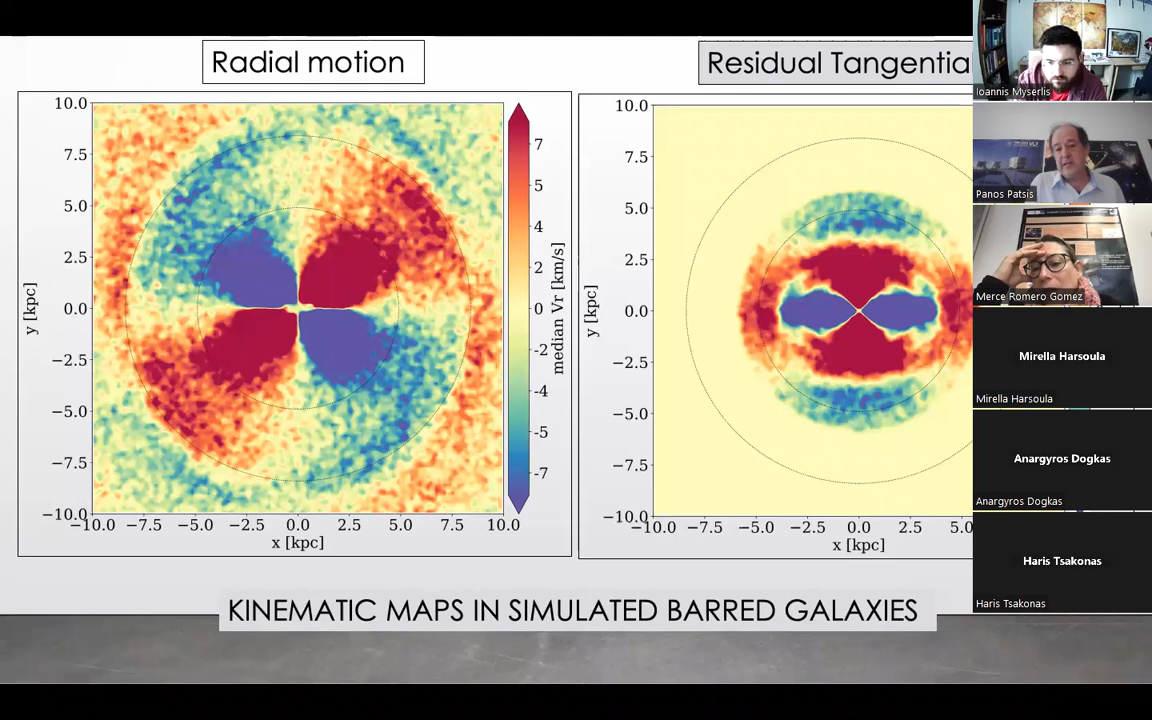 Radial motion
Residual Tangentia
10.0
7.5
5.0
2.5
0.0
−2.5
−5.0
−7.5
−10.0
y [kpc]
−10.0 −7.5 −5.0 −2.5 0.0 2.5 5.0 7.5 10.0
x [kpc]
7
5
4
2
0
-2
-4
-5
-7
median Vr [km/s]
10.0
7.5
5.0
2.5
0.0
−2.5
−5.0
−7.5
−10.0
y [kpc]
−10.0 −7.5 −5.0 −2.5 0.0 2.5 5.0
x [kpc]
KINEMATIC MAPS IN SIMULATED BARRED GALAXIES
Ioannis Myserlis
Panos Patsis
Merce Romero Gomez
Mirella Harsoula
Mirella Harsoula
Anargyros Dogkas
Anargyros Dogkas
Haris Tsakonas
Haris Tsakonas